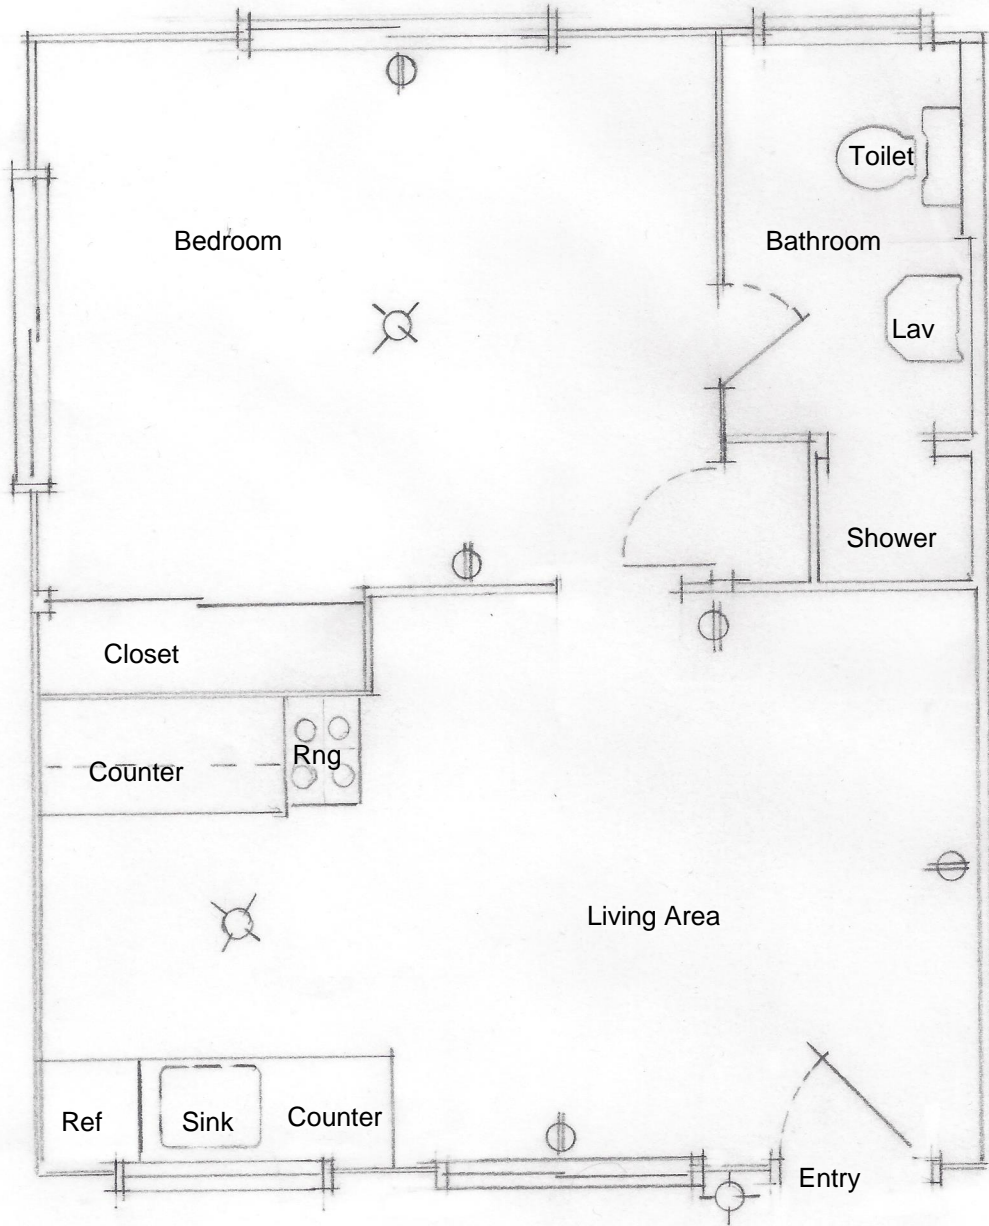 Toilet
Bedroom
Bathroom
Lav
Shower
Closet
Rng
Counter
Living Area
Ref
Sink
Counter
Entry